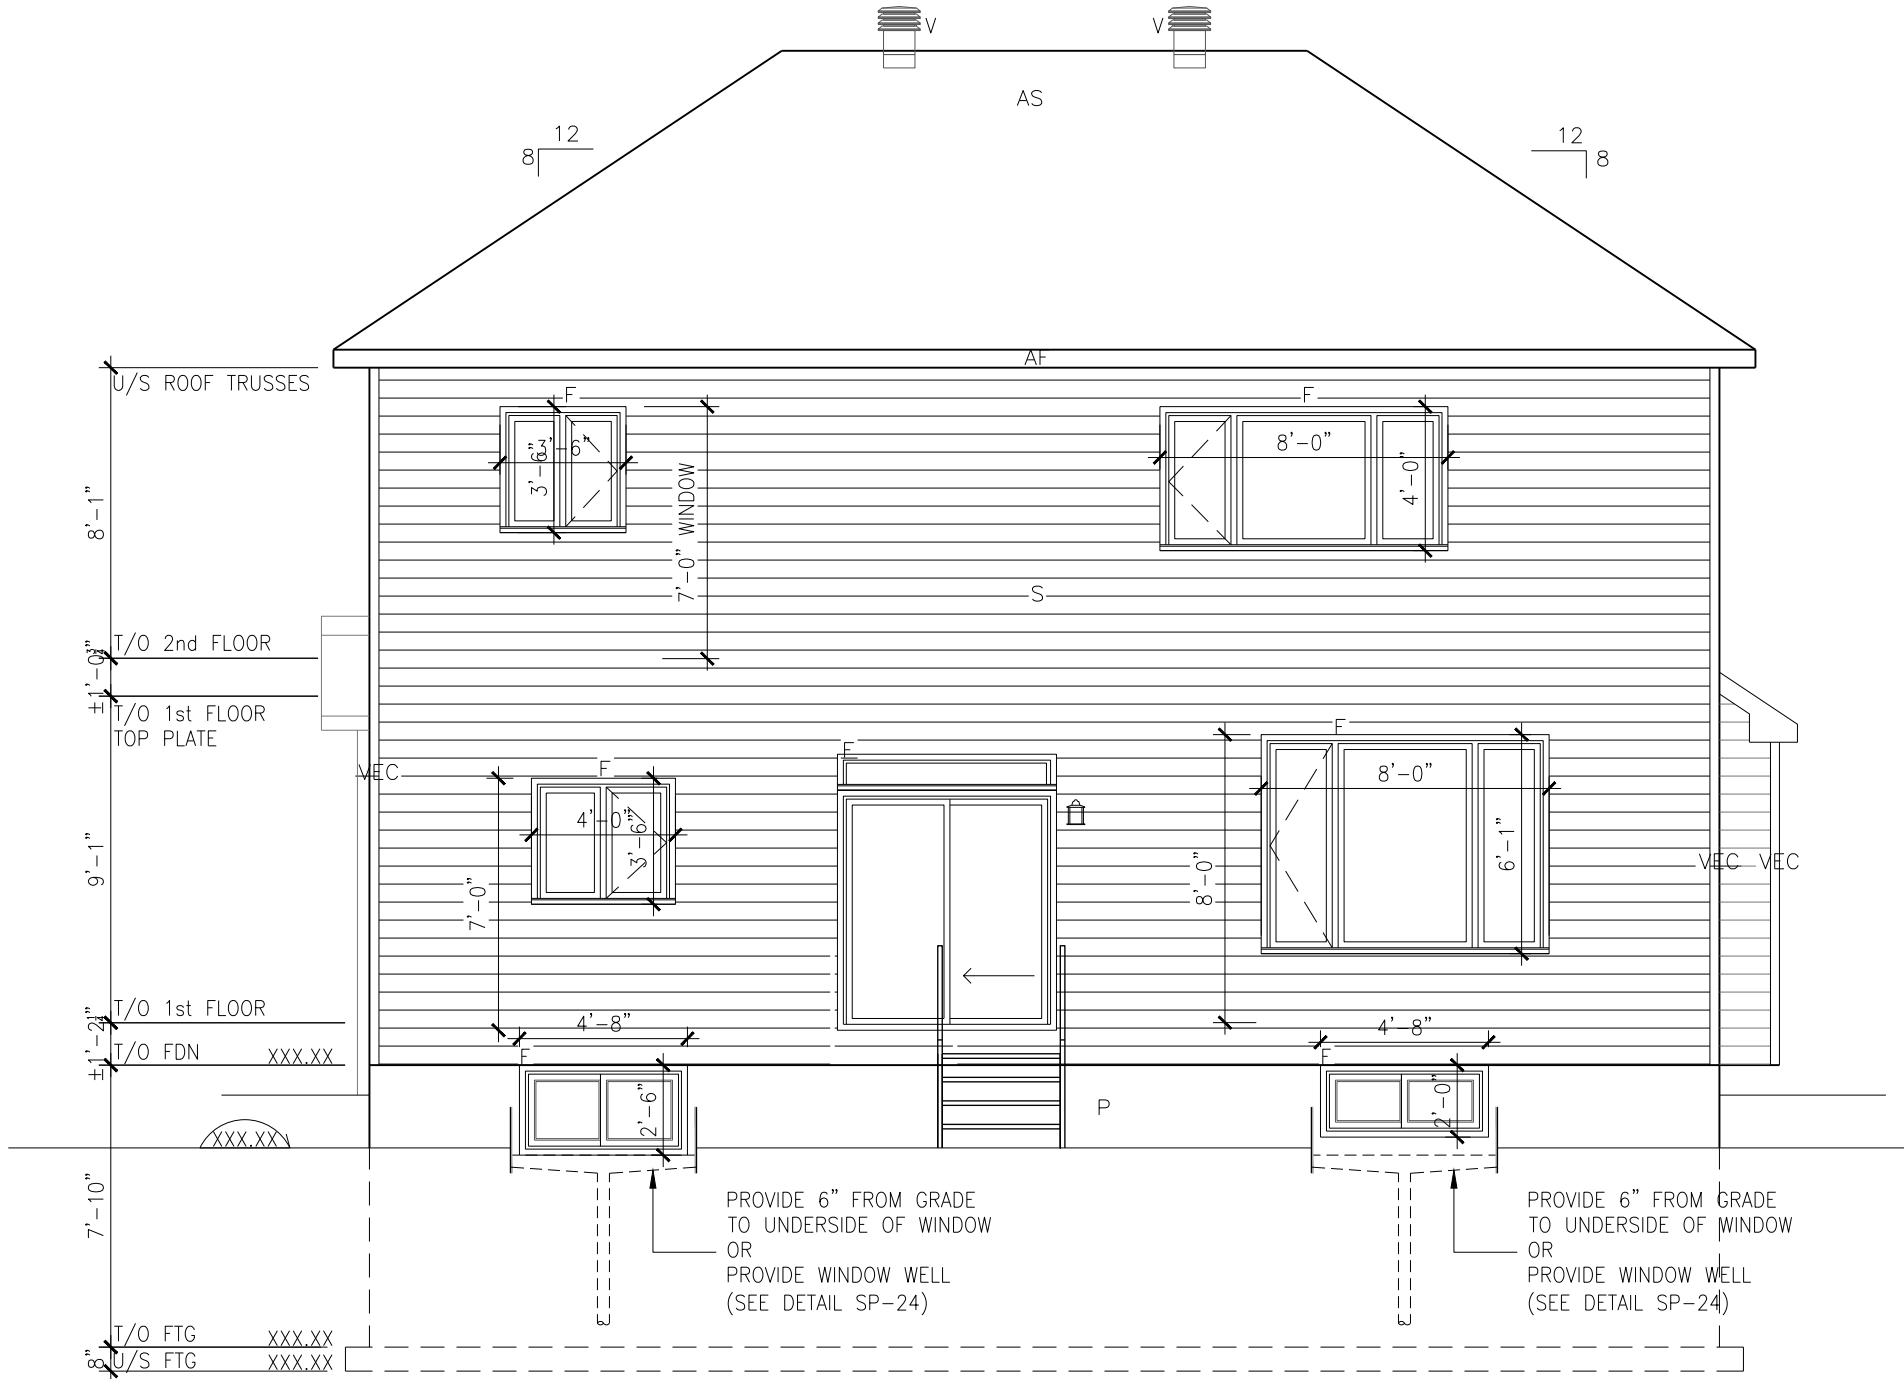 V
V
AS
12
8
12
8
AF
U/S ROOF TRUSSES
F
3'-6"
3'-6"
7'-0" WINDOW
F
8'-0"
4'-0"
8'-1"
S
T/O 2nd FLOOR
T/O 1st FLOOR
TOP PLATE
VEC
F
4'-0"
3'-6"
7'-0"
F
F
8'-0"
6'-1"
8'-0"
VEC VEC
9'-1"
T/O 1st FLOOR
4'-8"
4'-8"
T/O FDN XXX.XX
F
2'-6"
F
2'-0"
P
XXX.XX
7'-10"
PROVIDE 6" FROM GRADE
TO UNDERSIDE OF WINDOW
OR
PROVIDE WINDOW WELL
(SEE DETAIL SP-24)
PROVIDE 6" FROM GRADE
TO UNDERSIDE OF WINDOW
OR
PROVIDE WINDOW WELL
(SEE DETAIL SP-24)
T/O FTG XXX.XX
8"
U/S FTG XXX.XX